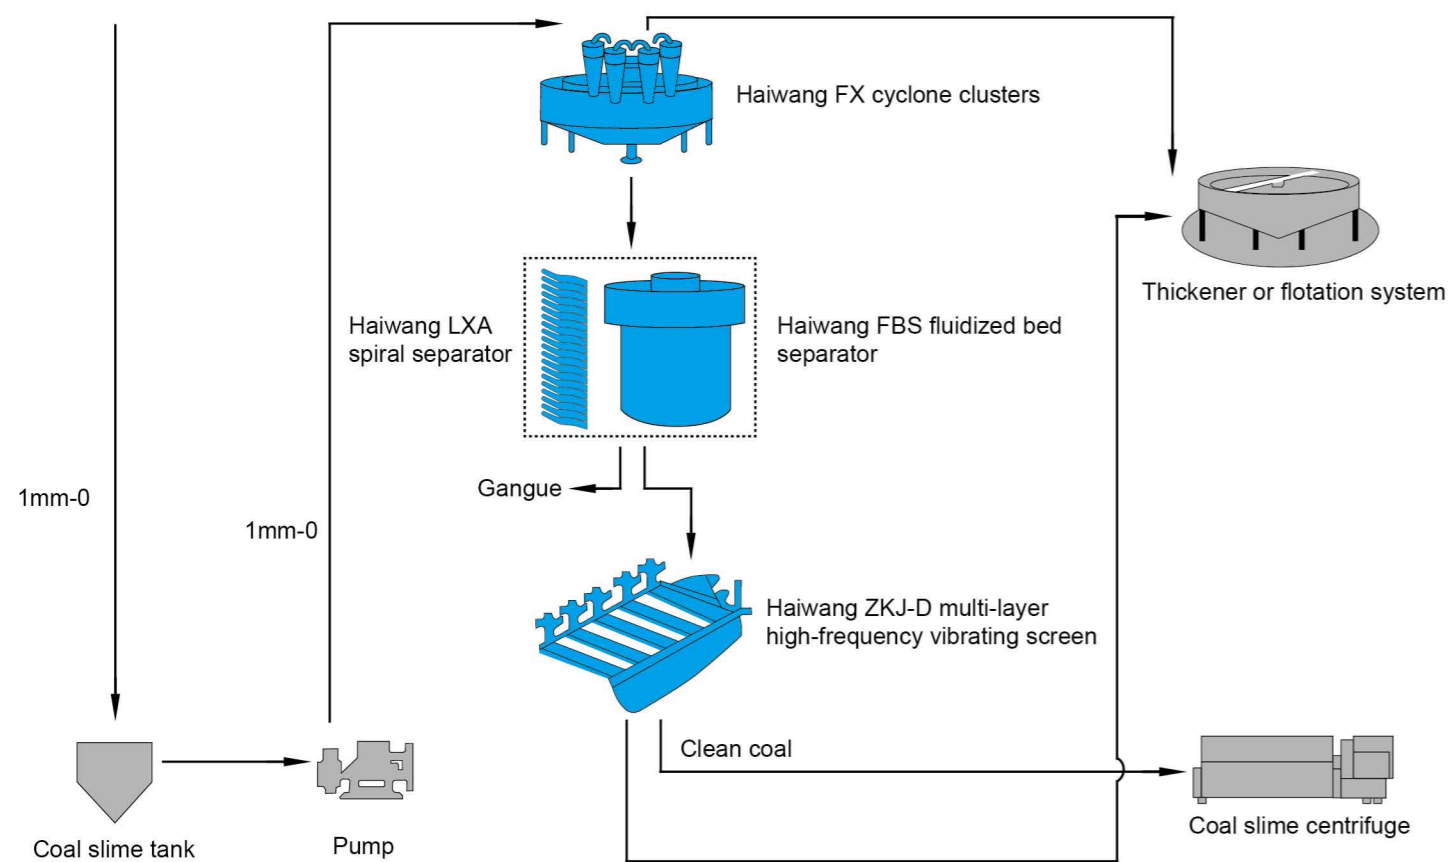 Haiwang FX cyclone clusters
Thickener or flotation system
Haiwang LXA
spiral separator
Haiwang FBS fluidized bed
separator
Gangue
1mm-0
1mm-0
Haiwang ZKJ-D multi-layer
high-frequency vibrating screen
Clean coal
Coal slime tank
Pump
Coal slime centrifuge